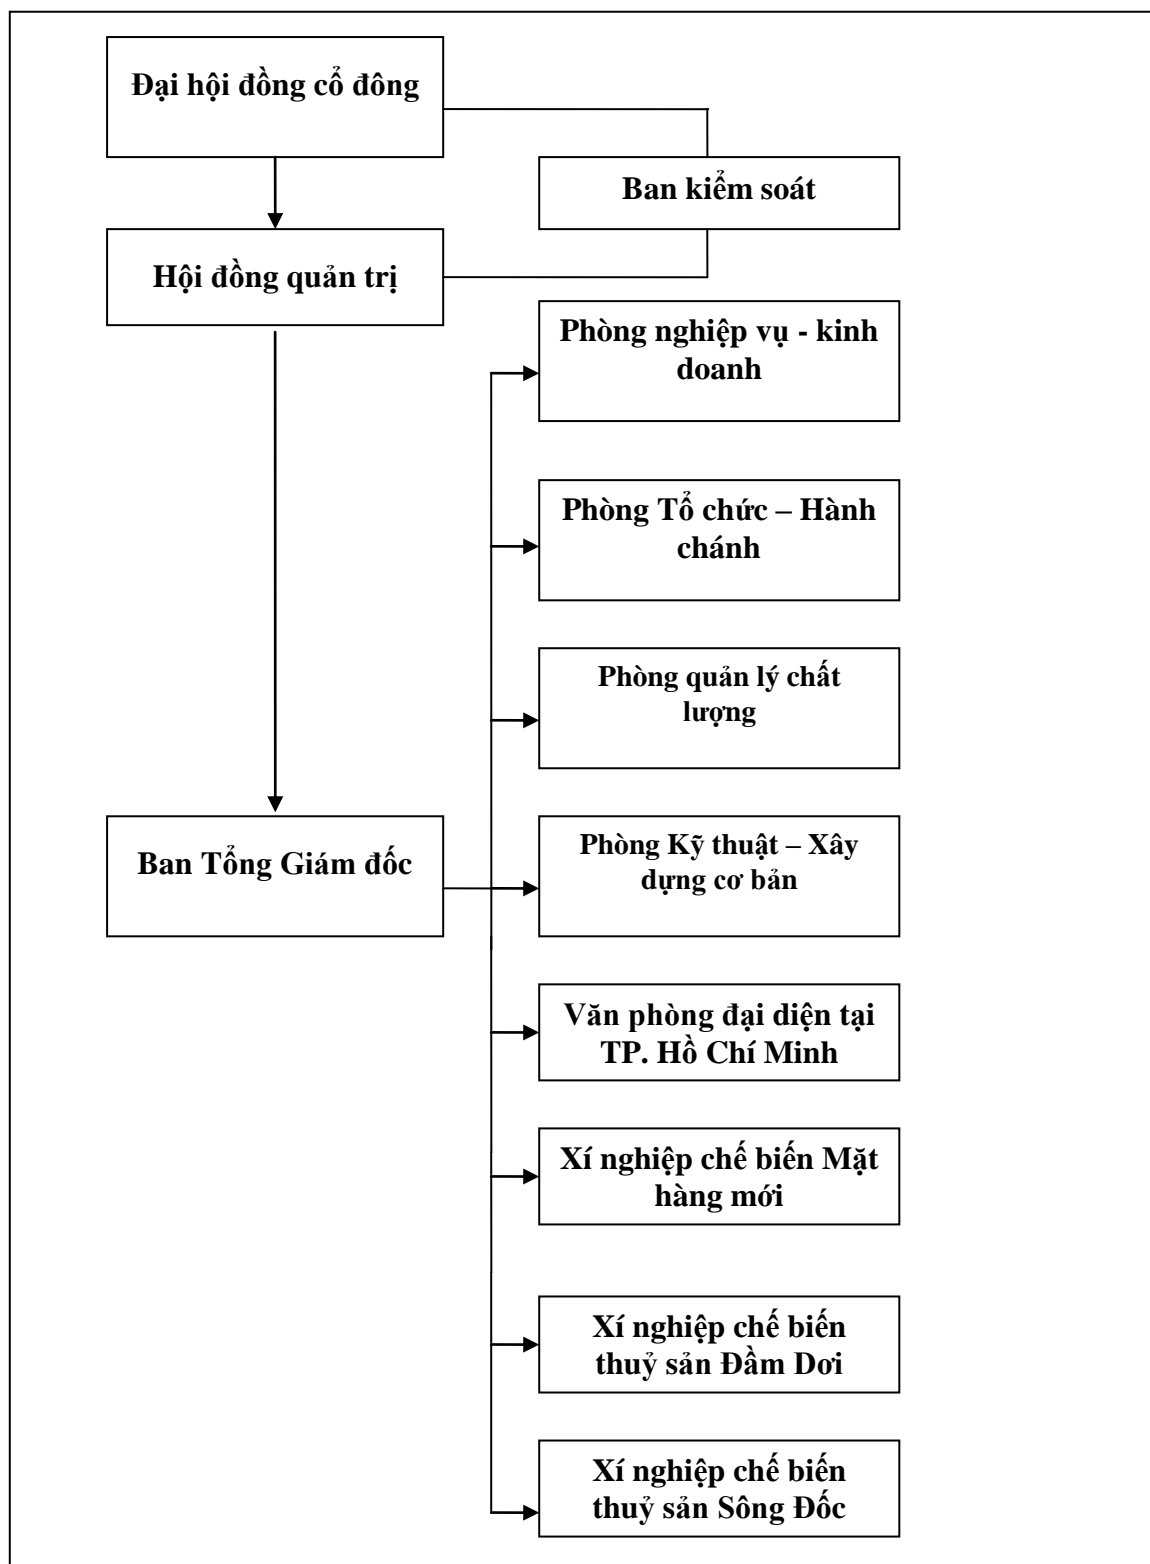 Đại hội đồng cổ đông
Ban kiểm soát
Hội đồng quản trị
Phòng nghiệp vụ - kinh
doanh
Phòng Tổ chức – Hành
chánh
Phòng quản lý chất
lượng
Ban Tổng Giám đốc
Phòng Kỹ thuật – Xây
dựng cơ bản
Văn phòng đại diện tại
TP. Hồ Chí Minh
Xí nghiệp chế biến Mặt
hàng mới
Xí nghiệp chế biến
thuỷ sản Đầm Dơi
Xí nghiệp chế biến
thuỷ sản Sông Đốc